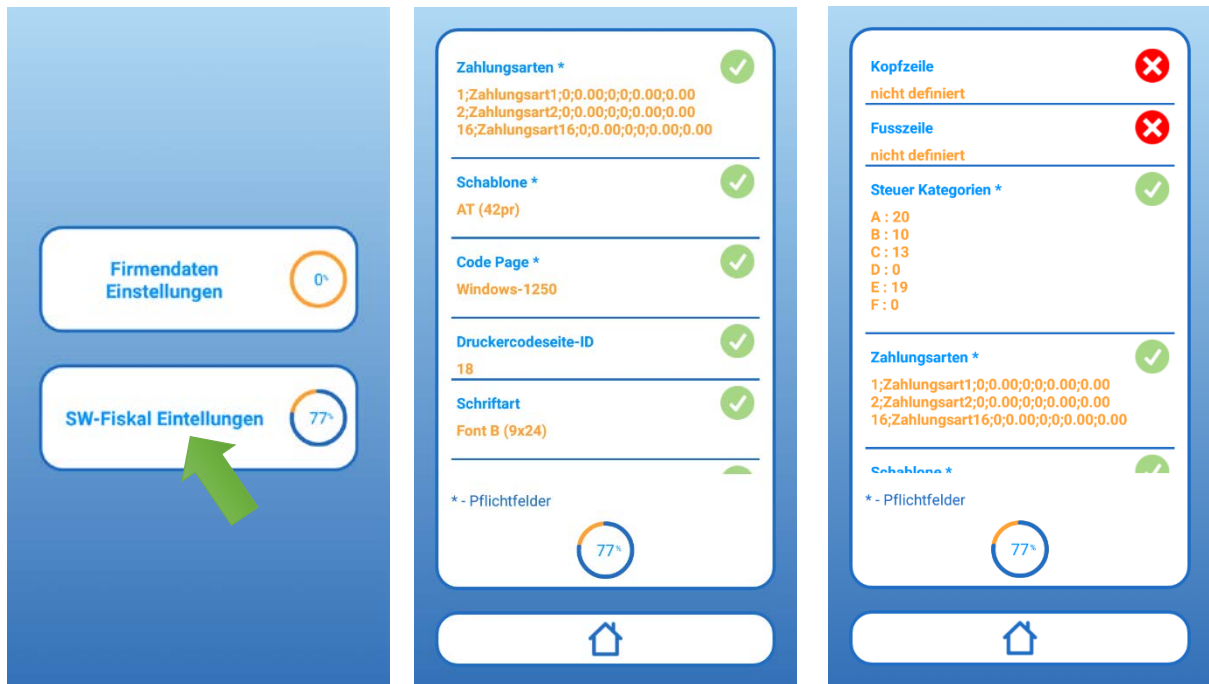 Firmendaten
Einstellungen
0%
SW-Fiskal Eintellungen
77%
Zahlungsarten *
1;Zahlungsart1;0;0.00;0;0;0.00;0.00
2;Zahlungsart2;0;0.00;0;0;0.00;0.00
16;Zahlungsart16;0;0.00;0;0;0.00;0.00
Schablone *
AT (42pr)
Code Page *
Windows-1250
Druckercodeseite-ID
18
Schriftart
Font B (9x24)
* - Pflichtfelder
77%
Kopfzeile
nicht definiert
Fusszeile
nicht definiert
Steuer Kategorien *
A : 20
B : 10
C : 13
D : 0
E : 19
F : 0
Zahlungsarten *
1;Zahlungsart1;0;0.00;0;0;0.00;0.00
2;Zahlungsart2;0;0.00;0;0;0.00;0.00
16;Zahlungsart16;0;0.00;0;0;0.00;0.00
Schablone *
* - Pflichtfelder
77%